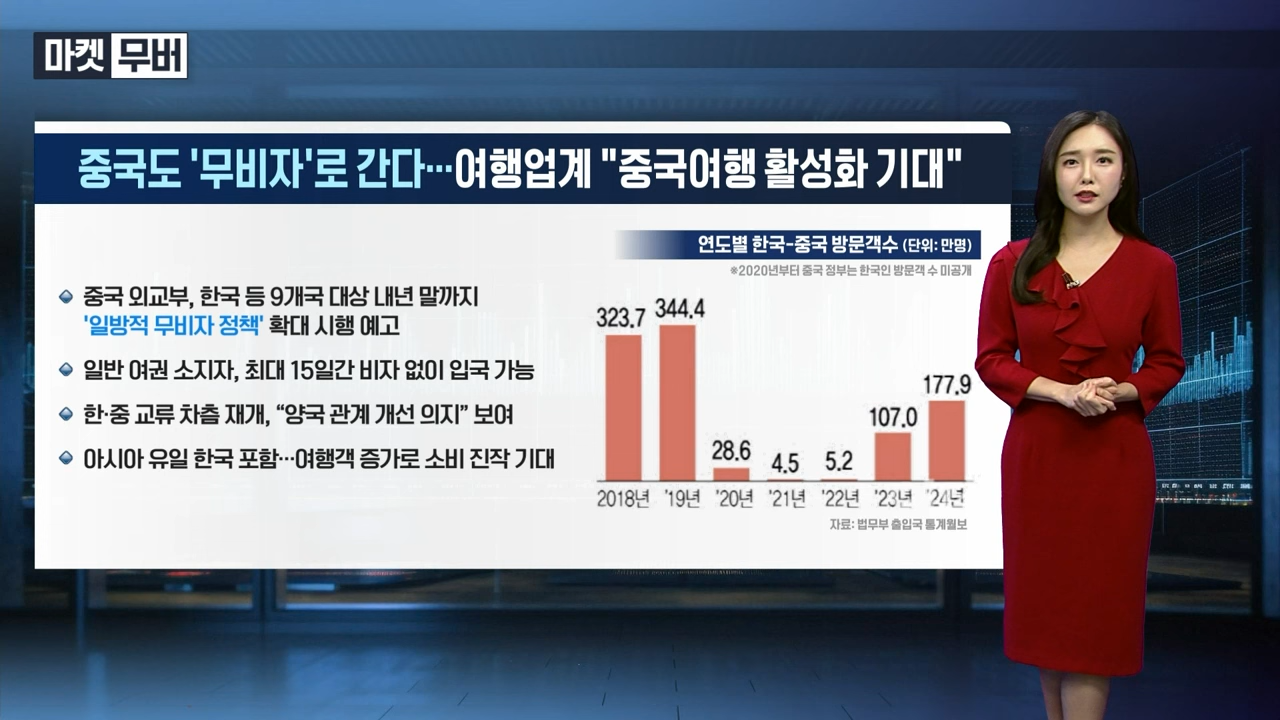 마켓 무버
중국도 '무비자'로 간다…여행업계 "중국여행 활성화 기대"
중국 외교부, 한국 등 9개국 대상 내년 말까지
'일방적 무비자 정책' 확대 시행 예고
일반 여권 소지자, 최대 15일간 비자 없이 입국 가능
한·중 교류 차츰 재개, “양국 관계 개선 의지” 보여
아시아 유일 한국 포함…여행객 증가로 소비 진작 기대
연도별 한국-중국 방문객수 (단위: 만명)
※2020년부터 중국 정부는 한국인 방문객 수 미공개
323.7 344.4 28.6 4.5 5.2 107.0 177.9
2018년 '19년 '20년 '21년 '22년 '23년 '24년
자료: 법무부 출입국 통계월보